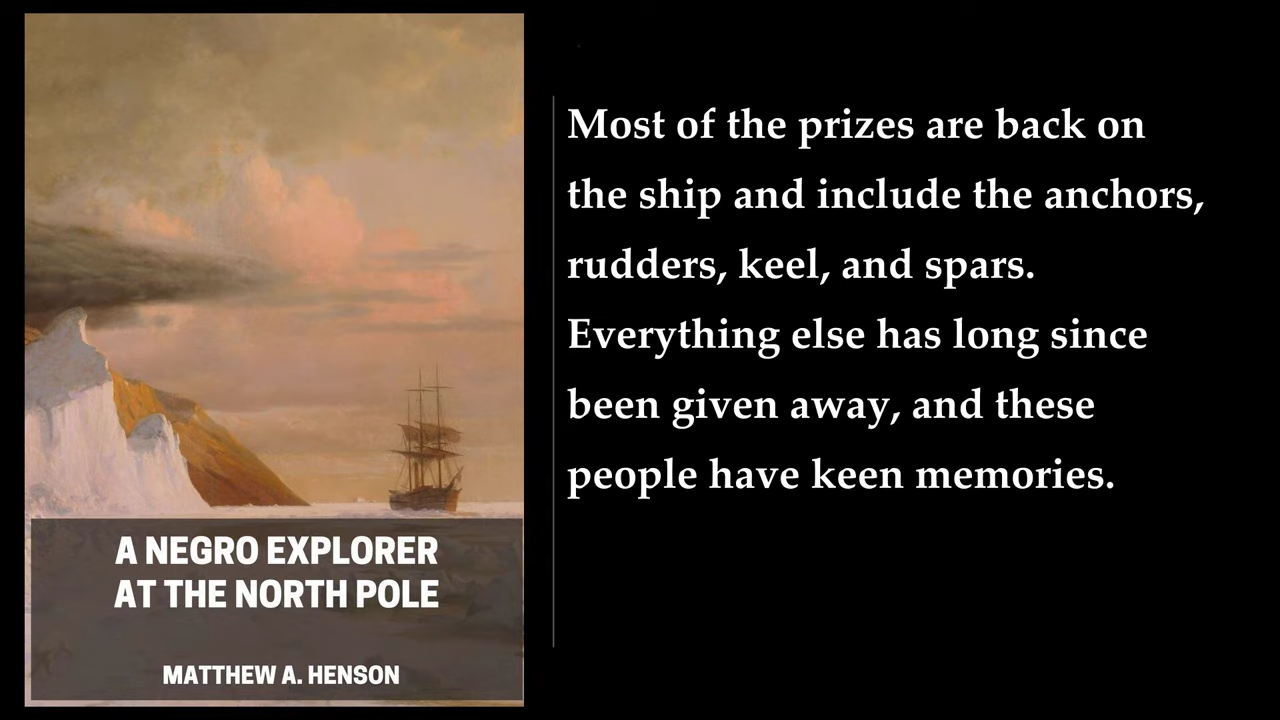 Most of the prizes are back on
the ship and include the anchors,
rudders, keel, and spars.
Everything else has long since
been given away, and these
people have keen memories.
A NEGRO EXPLORER
AT THE NORTH POLE
MATTHEW A. HENSON